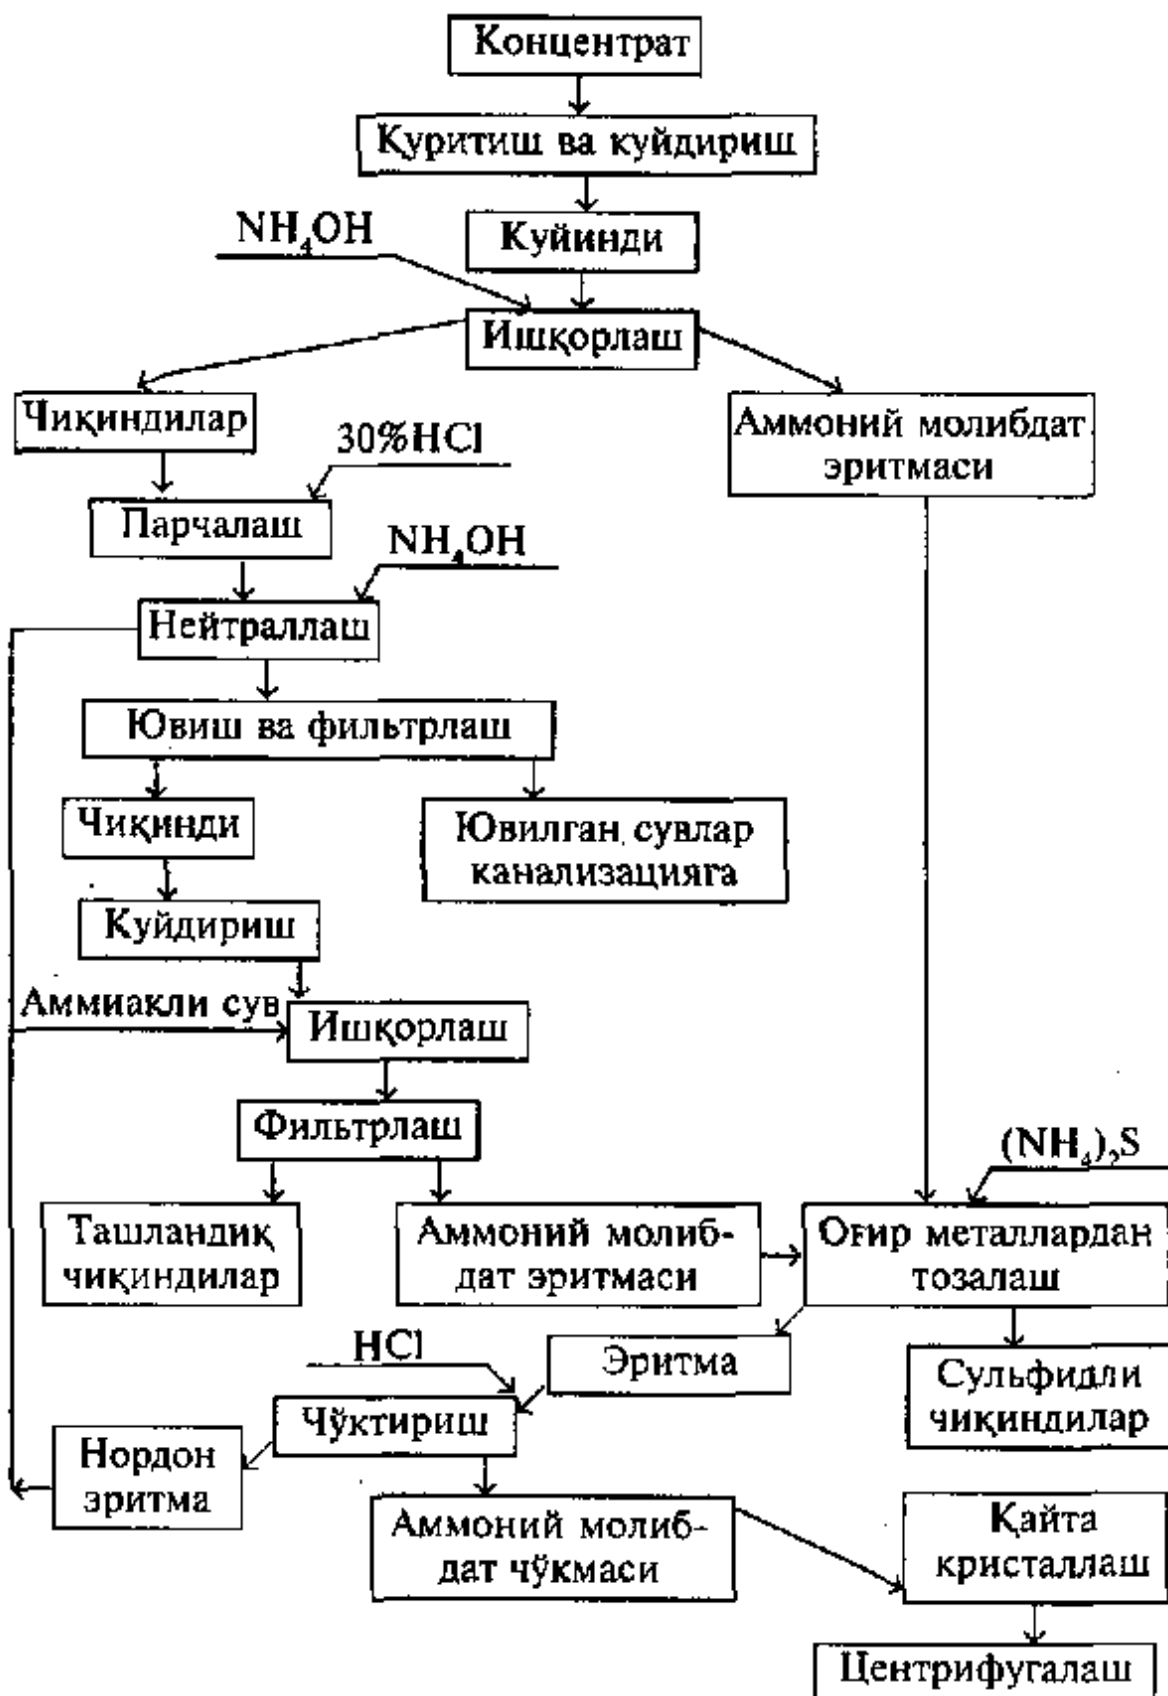 Концентрат
Қуритиш ва куйдириш
NH₄OH
Куйинди
Ишқорлаш
Чиқиндилар
Аммоний молибдат
эритмаси
30%HCl
Парчалаш
NH₄OH
Нейтраллаш
Ювиш ва фильтрлаш
Чиқинди
Ювилган сувлар
канализацияга
Куйдириш
Аммиакли сув
Ишқорлаш
Фильтрлаш
(NH₄)₂S
Ташландиқ
чиқиндилар
Аммоний молиб-
дат эритмаси
Оғир металлардан
тозалаш
HCl
Эритма
Сульфидли
чиқиндилар
Чўктириш
Нордон
эритма
Аммоний молиб-
дат чўкмаси
Қайта
кристаллаш
Центрифугалаш